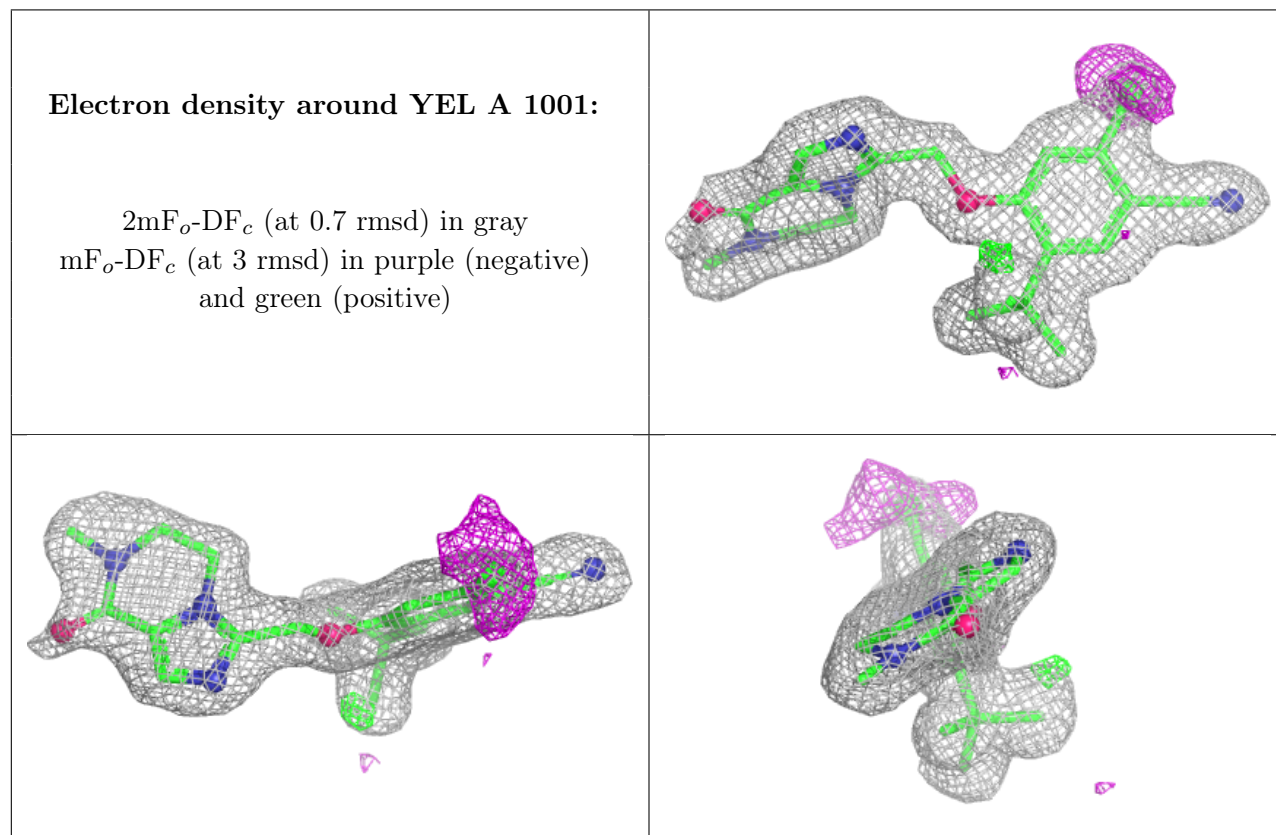 Electron density around YEL A 1001:
2mFo-DFc (at 0.7 rmsd) in gray
mFo-DFc (at 3 rmsd) in purple (negative)
and green (positive)